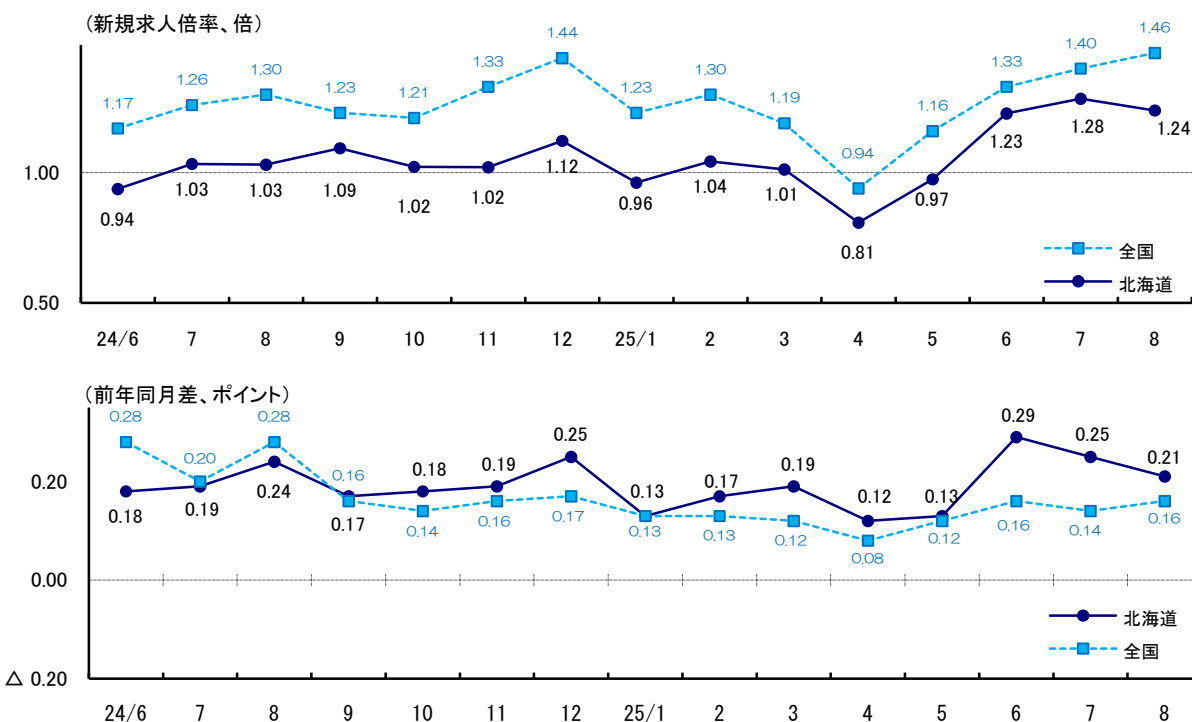 (新規求人倍率、倍)
1.17 1.26 1.30 1.23 1.21 1.33 1.44 1.23 1.30 1.19 0.94 1.16 1.33 1.40 1.46
1.00
0.94 1.03 1.03 1.09 1.02 1.02 1.12 0.96 1.04 1.01 0.81 0.97 1.23 1.28 1.24
全国
北海道
0.50
24/6 7 8 9 10 11 12 25/1 2 3 4 5 6 7 8
(前年同月差、ポイント)
0.28 0.20 0.28 0.16 0.18 0.19 0.25 0.13 0.17 0.19 0.12 0.13 0.29 0.25 0.21
0.20
0.18 0.19 0.24 0.17 0.14 0.16 0.17 0.13 0.13 0.12 0.08 0.12 0.16 0.14 0.16
0.00
北海道
全国
△ 0.20
24/6 7 8 9 10 11 12 25/1 2 3 4 5 6 7 8